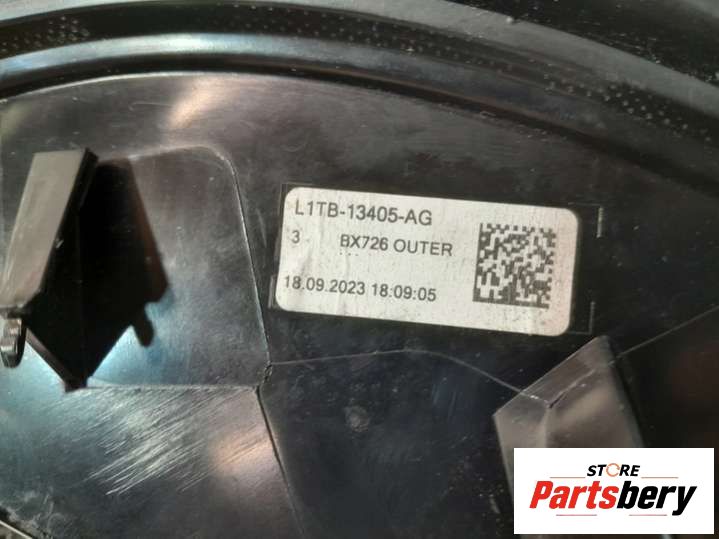 L1TB-13405-AG
3 BX726 OUTER
18.09.2023 18:09:05
STORE
Partsbery